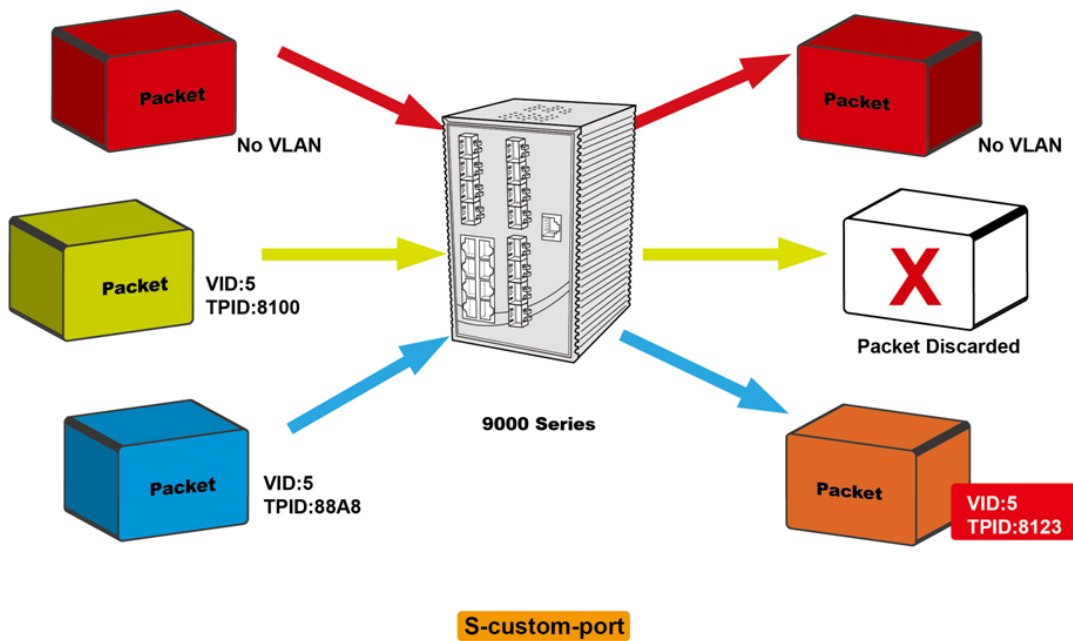 Packet
No VLAN
Packet
No VLAN
Packet
VID:5
TPID:8100
X
Packet Discarded
9000 Series
Packet
VID:5
TPID:88A8
Packet
VID:5
TPID:8123
S-custom-port